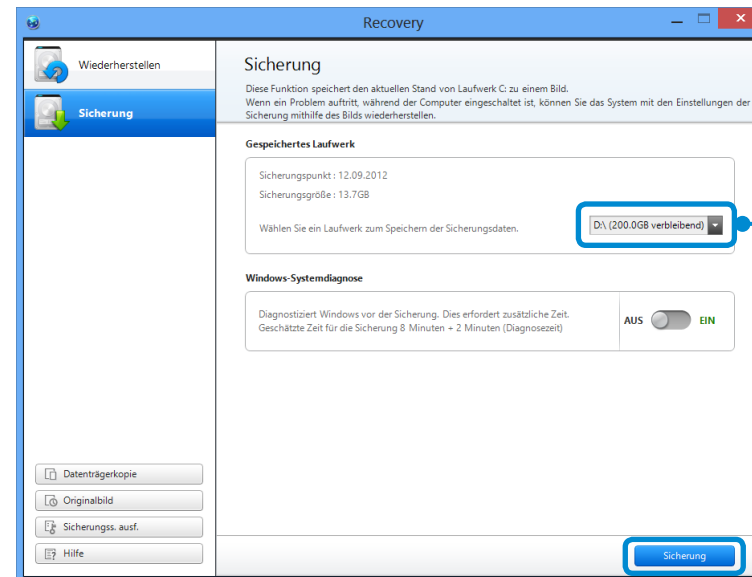 Recovery
Wiederherstellen
Sicherung
Datenträgerkopie
Originalbild
Sicherungss. ausf.
Hilfe
Sicherung
Diese Funktion speichert den aktuellen Stand von Laufwerk C: zu einem Bild.
Wenn ein Problem auftritt, während der Computer eingeschaltet ist, können Sie das System mit den Einstellungen der
Sicherung mithilfe des Bilds wiederherstellen.
Gespeichertes Laufwerk
Sicherungspunkt : 12.09.2012
Sicherungsgröße : 13.7GB
Wählen Sie ein Laufwerk zum Speichern der Sicherungsdaten.
D:\ (200.0GB verbleibend)
Windows-Systemdiagnose
Diagnostiziert Windows vor der Sicherung. Dies erfordert zusätzliche Zeit.
Geschätzte Zeit für die Sicherung 8 Minuten + 2 Minuten (Diagnosezeit)
AUS EIN
Sicherung